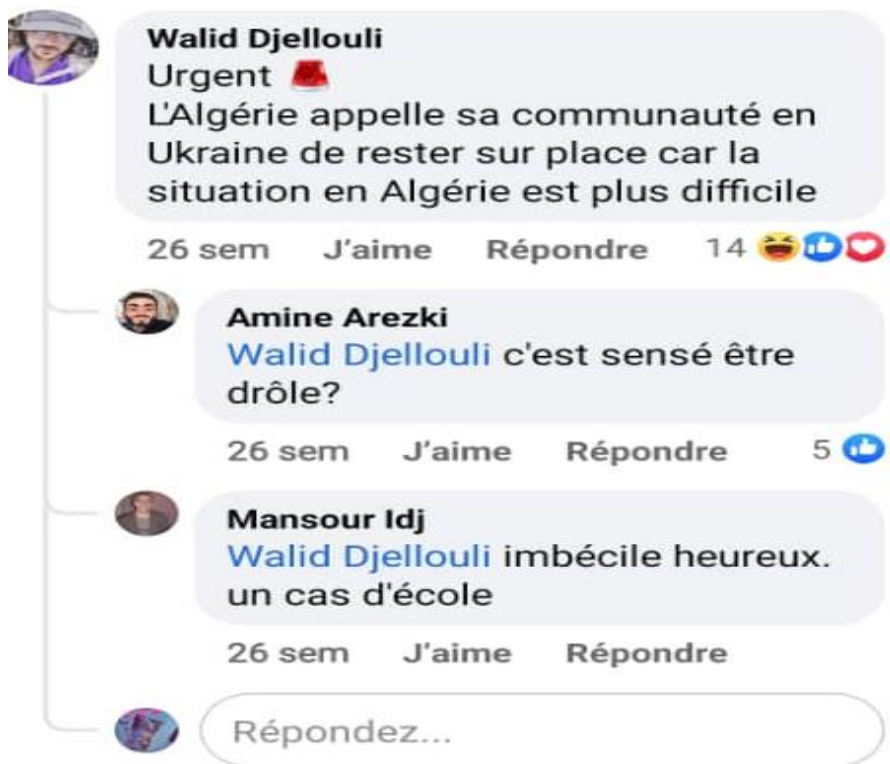 Walid Djellouli
Urgent 🚨
L'Algérie appelle sa communauté en
Ukraine de rester sur place car la
situation en Algérie est plus difficile
26 sem J'aime Répondre 14
Amine Arezki
Walid Djellouli c'est sensé être
drôle?
26 sem J'aime Répondre 5
Mansour Idj
Walid Djellouli imbécile heureux.
un cas d'école
26 sem J'aime Répondre
Répondez...